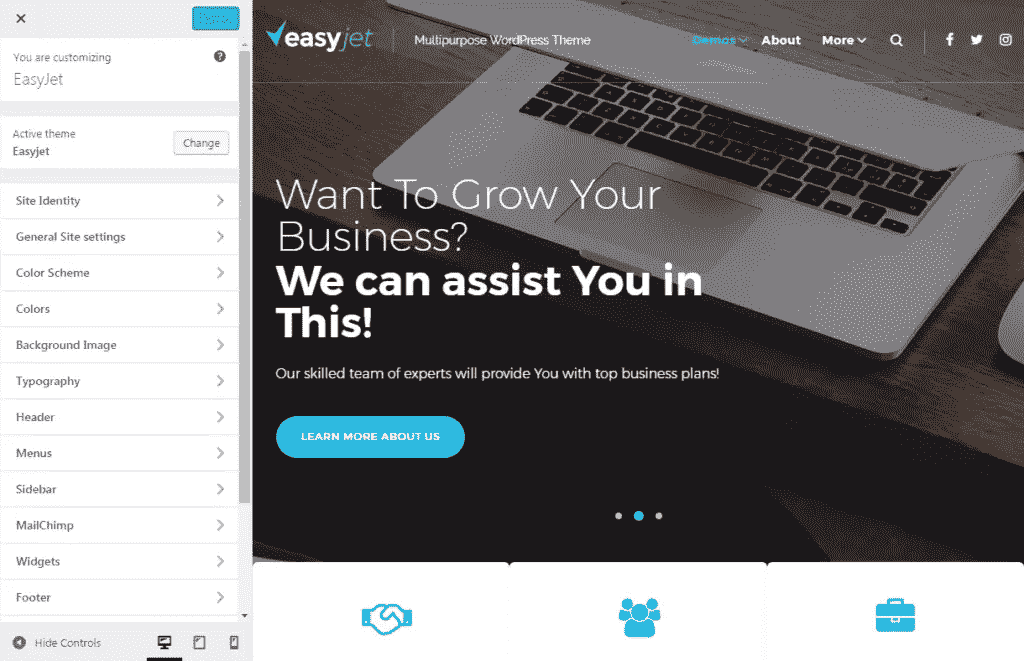 You are customizing
EasyJet
Active theme
Easyjet
Change
Site Identity
General Site settings
Color Scheme
Colors
Background Image
Typography
Header
Menus
Sidebar
MailChimp
Widgets
Footer
Hide Controls
easyjet
Multipurpose WordPress Theme
Demos
About
More
Want To Grow Your
Business?
We can assist You in
This!
Our skilled team of experts will provide You with top business plans!
LEARN MORE ABOUT US